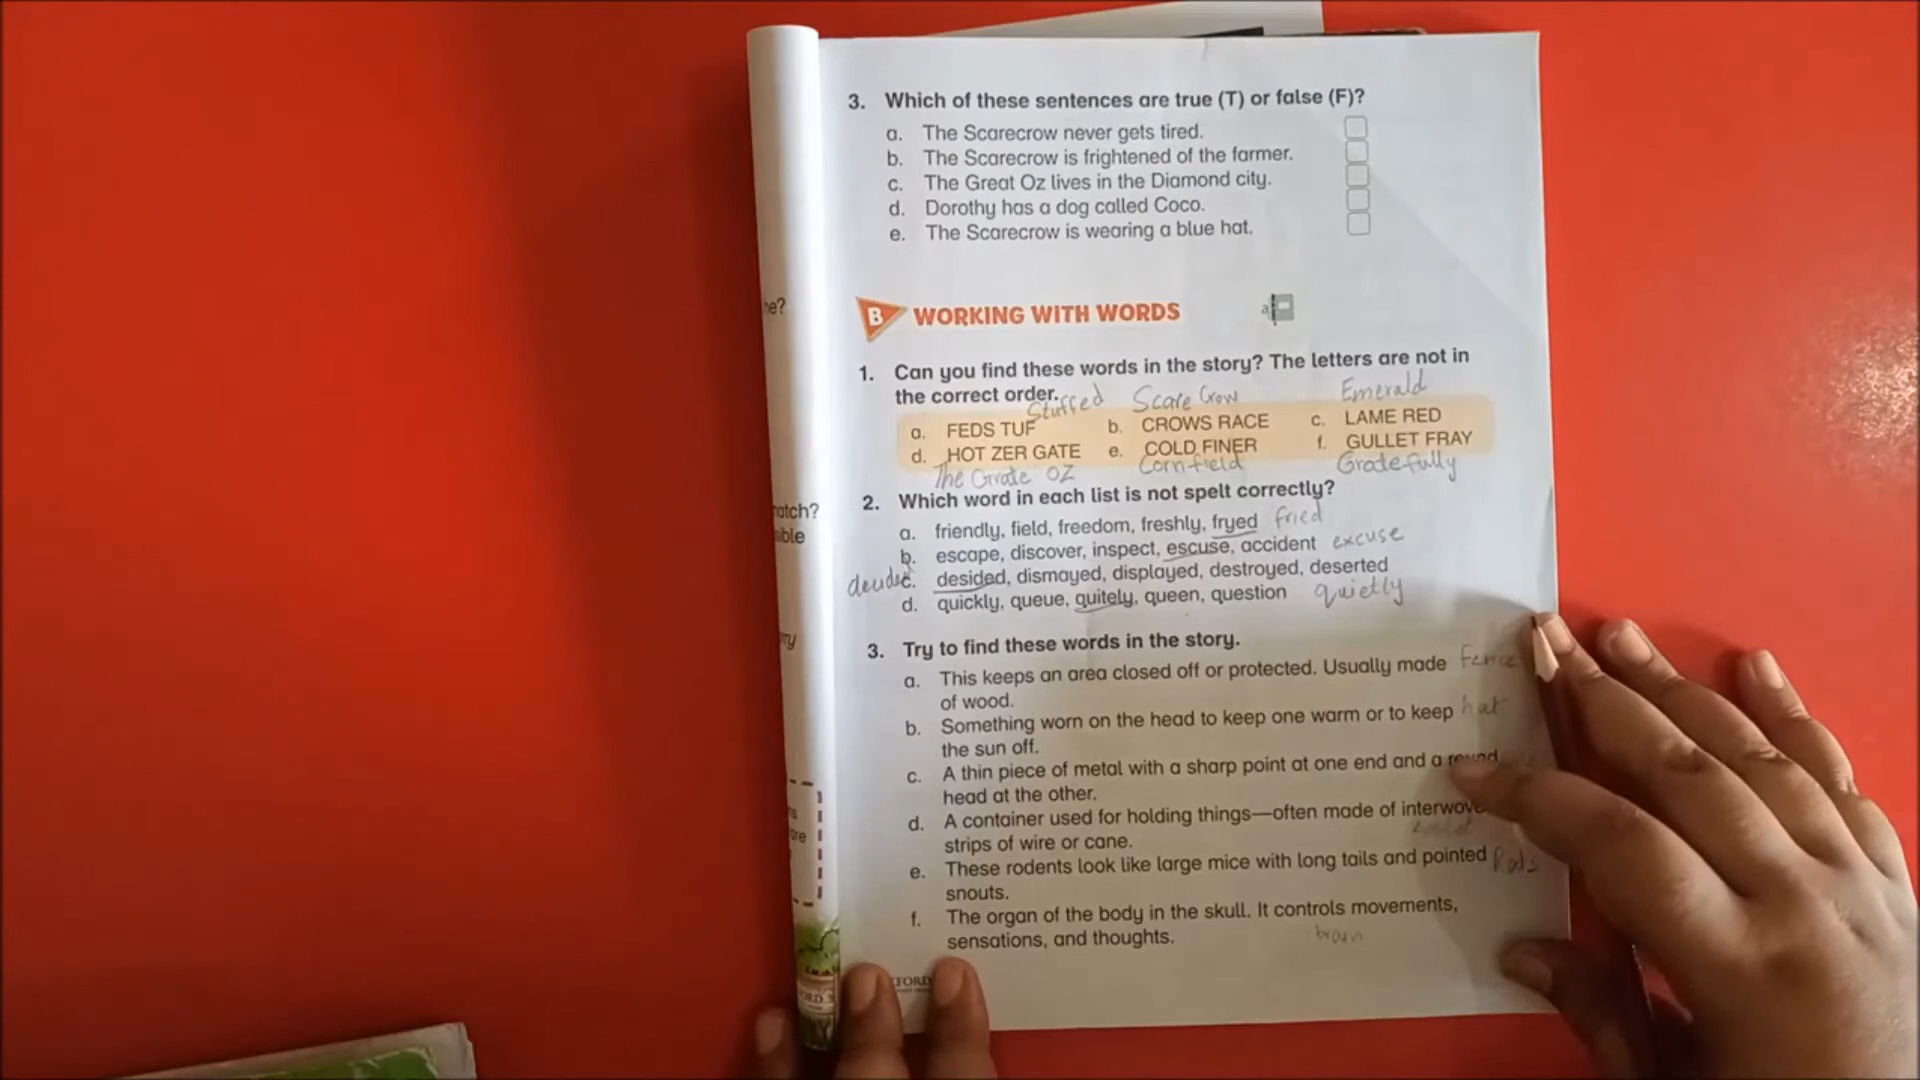 3. Which of these sentences are true (T) or false (F)?
a. The Scarecrow never gets tired.
b. The Scarecrow is frightened of the farmer.
c. The Great Oz lives in the Diamond city.
d. Dorothy has a dog called Coco.
e. The Scarecrow is wearing a blue hat.
he?
B WORKING WITH WORDS
1. Can you find these words in the story? The letters are not in
the correct order.
Stuffed Scare Crow Emerald
a. FEDS TUF b. CROWS RACE c. LAME RED
d. HOT ZER GATE e. COLD FINER f. GULLET FRAY
The Grate OZ Cornfield Gratefully
2. Which word in each list is not spelt correctly?
a. friendly, field, freedom, freshly, fryed fried
b. escape, discover, inspect, escuse, accident excuse
c. desided, dismayed, displayed, destroyed, deserted
d. quickly, queue, quitely, queen, question quietly
3. Try to find these words in the story.
a. This keeps an area closed off or protected. Usually made fence
of wood.
b. Something worn on the head to keep one warm or to keep hat
the sun off.
c. A thin piece of metal with a sharp point at one end and a round
head at the other.
d. A container used for holding things—often made of
strips of wire or cane.
e. These rodents look like large mice with long tails and pointed Rats
snouts.
f. The organ of the body in the skull. It controls movements,
sensations, and thoughts. brain